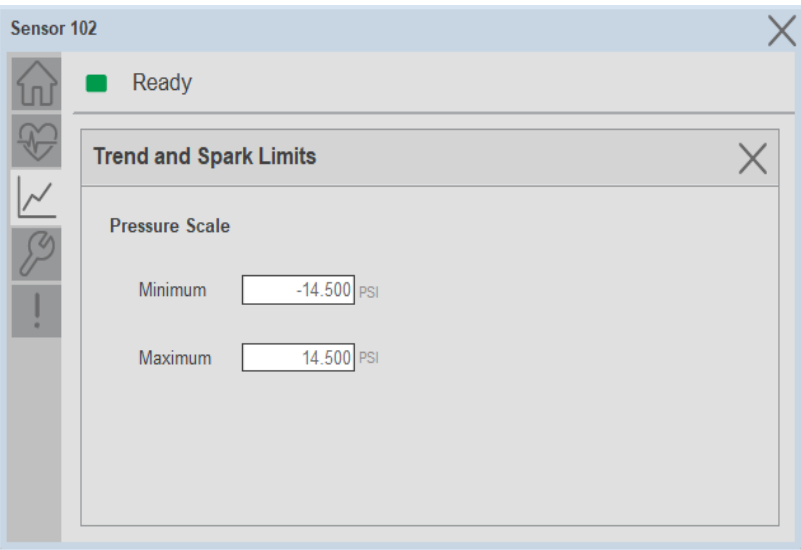 Sensor 102
Ready
Trend and Spark Limits
Pressure Scale
Minimum -14.500 PSI
Maximum 14.500 PSI